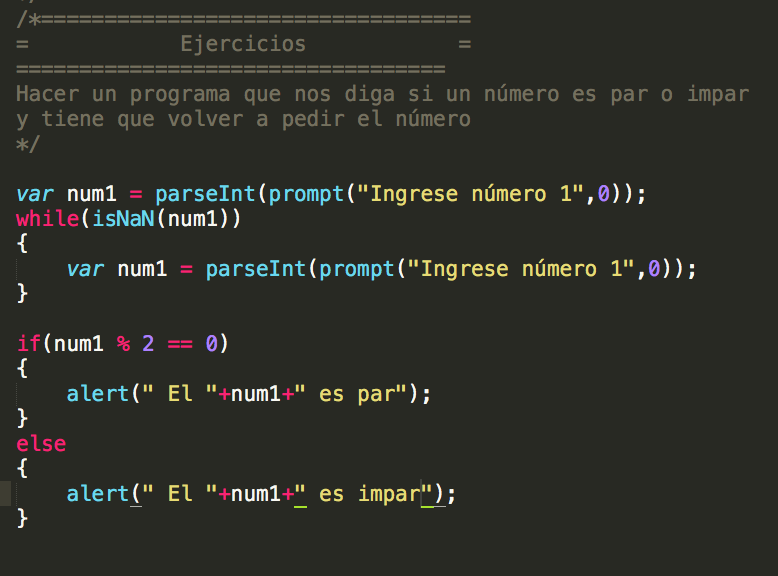 */
/*==================================
=            Ejercicios            =
==================================
Hacer un programa que nos diga si un número es par o impar
y tiene que volver a pedir el número
*/
var num1 = parseInt(prompt("Ingrese número 1",0));
while(isNaN(num1))
{
    var num1 = parseInt(prompt("Ingrese número 1",0));
}
if(num1 % 2 == 0)
{
    alert(" El "+num1+" es par");
}
else
{
    alert(" El "+num1+" es impar");
}